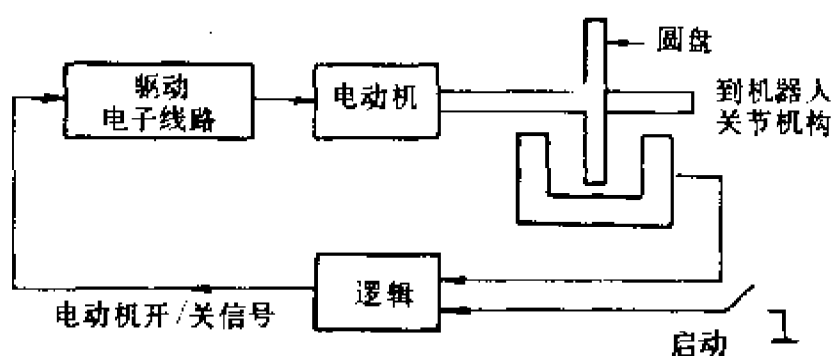 圆盘
驱动
电子线路
电动机
到机器人
关节机构
逻辑
电动机开/关信号
启动